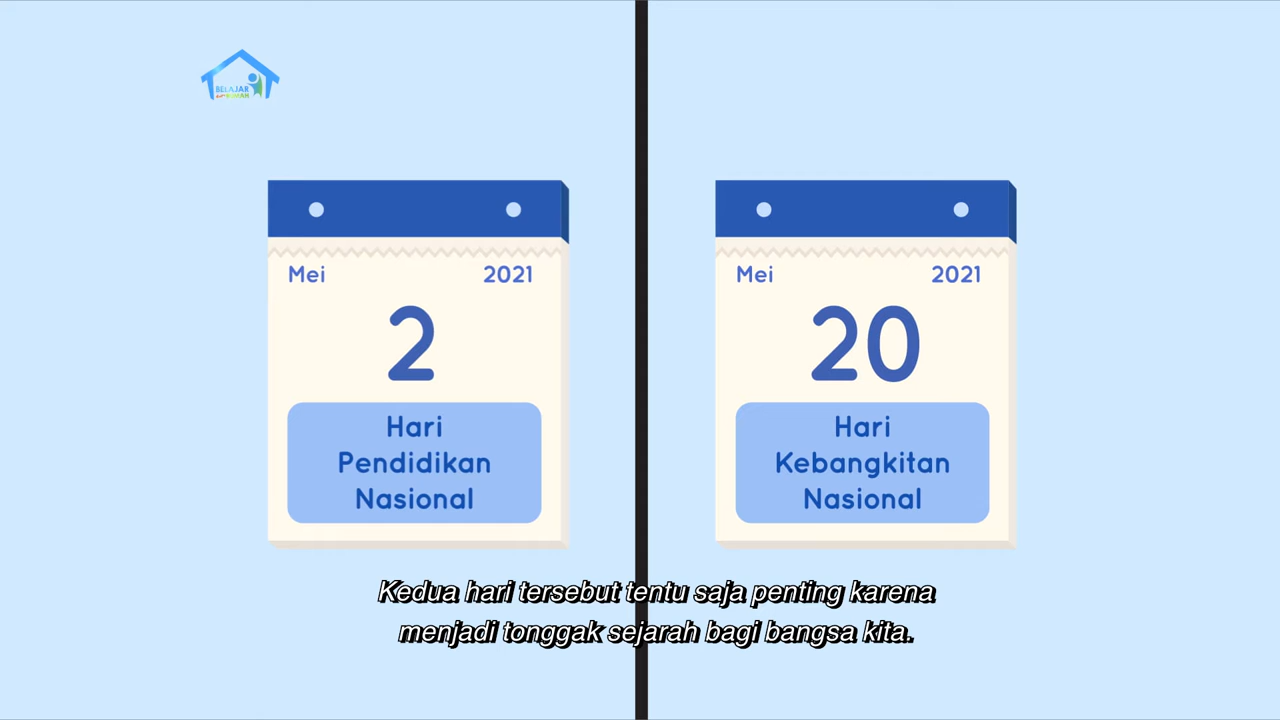 BELAJAR
Mei 2021
2
Hari
Pendidikan
Nasional
Mei 2021
20
Hari
Kebangkitan
Nasional
Kedua hari tersebut tentu saja penting karena
menjadi tonggak sejarah bagi bangsa kita.